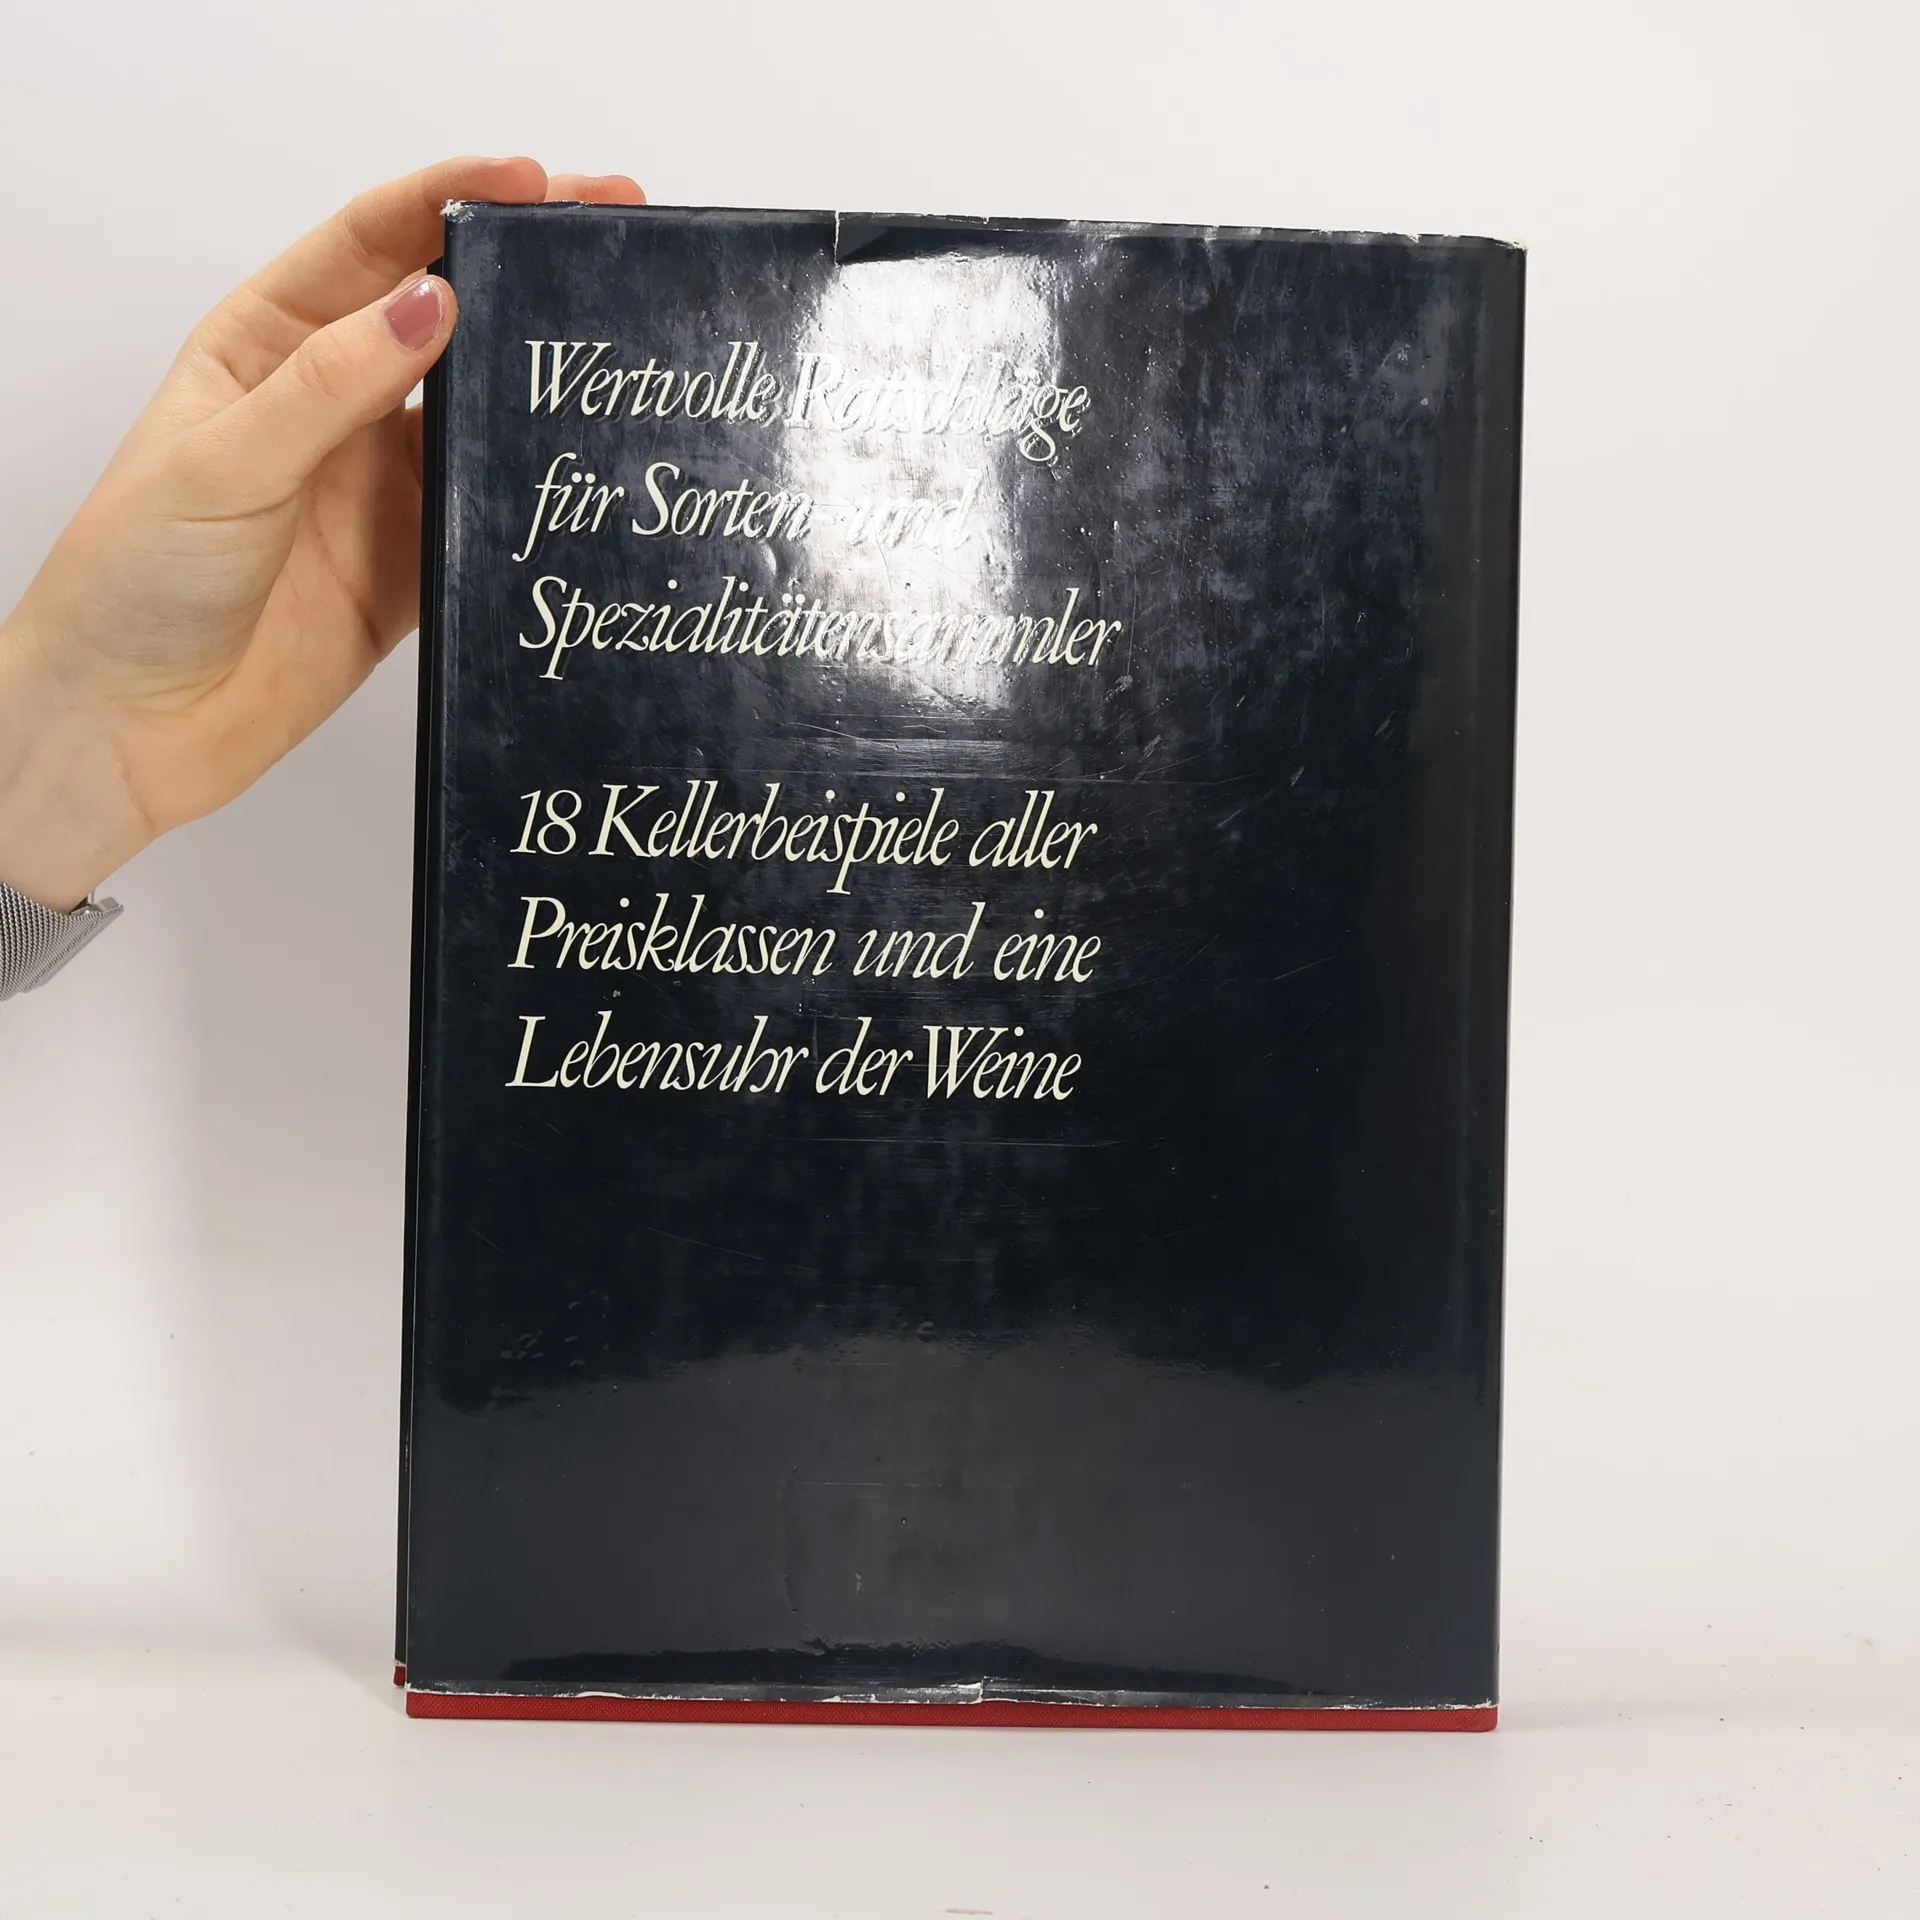 Wertvolle Ratschläge
für Sorten- und
Spezialitätensammler
18 Kellerbeispiele aller
Preisklassen und eine
Lebensuhr der Weine